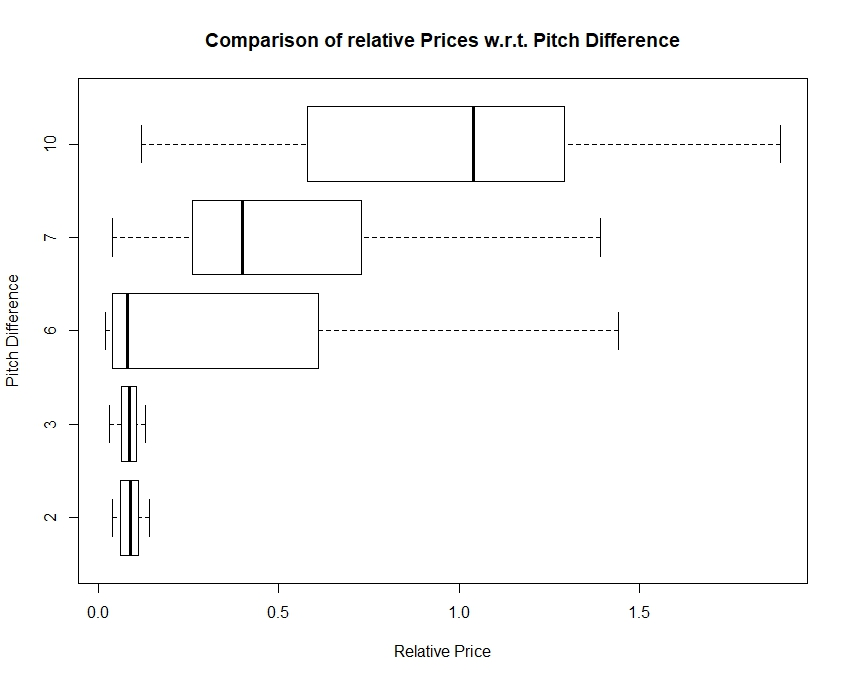 Comparison of relative Prices w.r.t. Pitch Difference
Pitch Difference
10
7
6
3
2
0.0 0.5 1.0 1.5
Relative Price